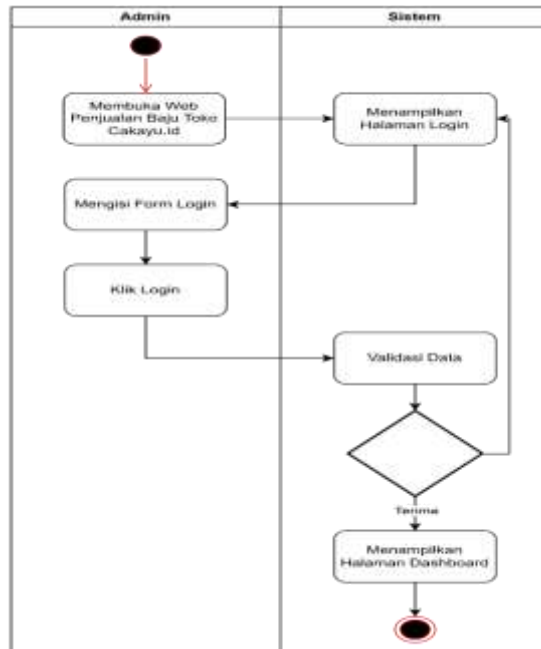 Admin
Sistem
Membuka Web
Penjualan Baju Toko
Cakayu.id
Menampilkan
Halaman Login
Mengisi Form Login
Klik Login
Validasi Data
Terima
Menampilkan
Halaman Dashboard